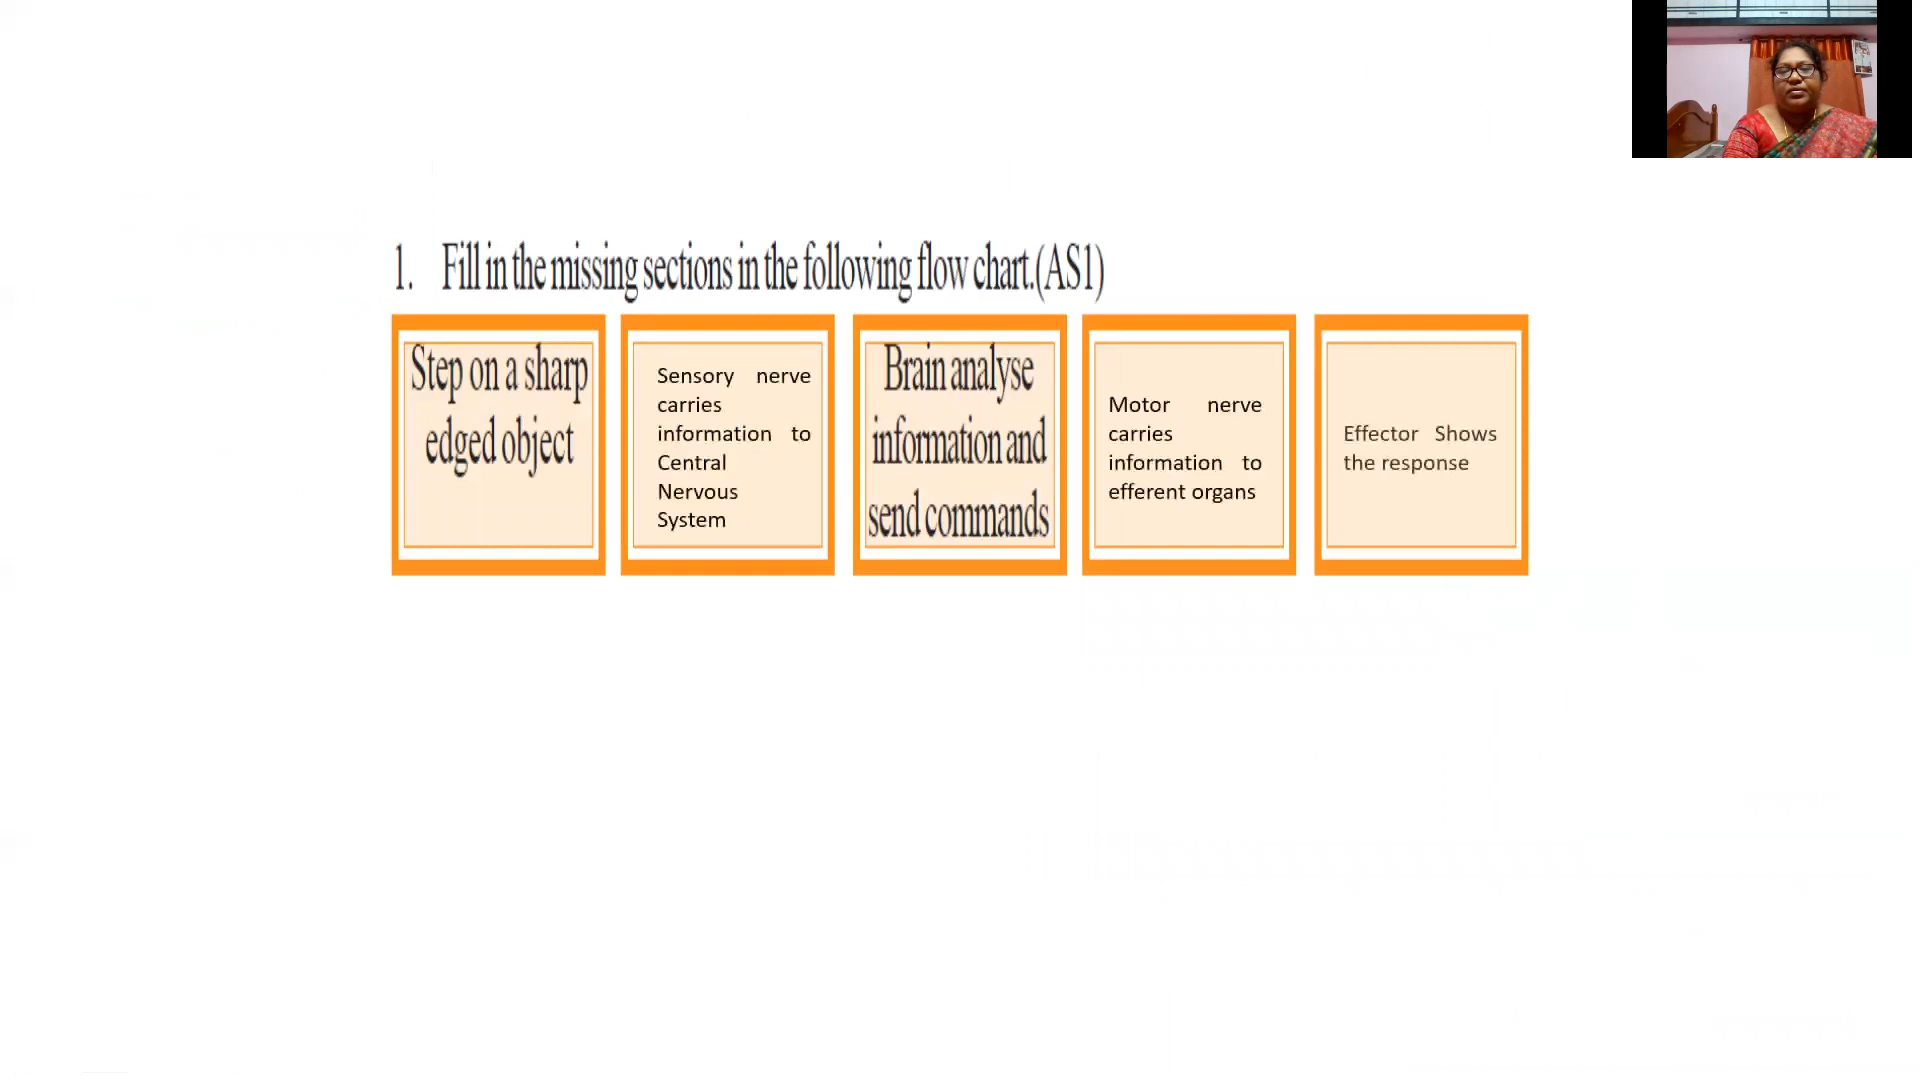 1. Fill in the missing sections in the following flow chart.(AS1)
Step on a sharp
edged object
Sensory nerve
carries
information to
Central
Nervous
System
Brain analyse
information and
send commands
Motor nerve
carries
information to
efferent organs
Effector Shows
the response